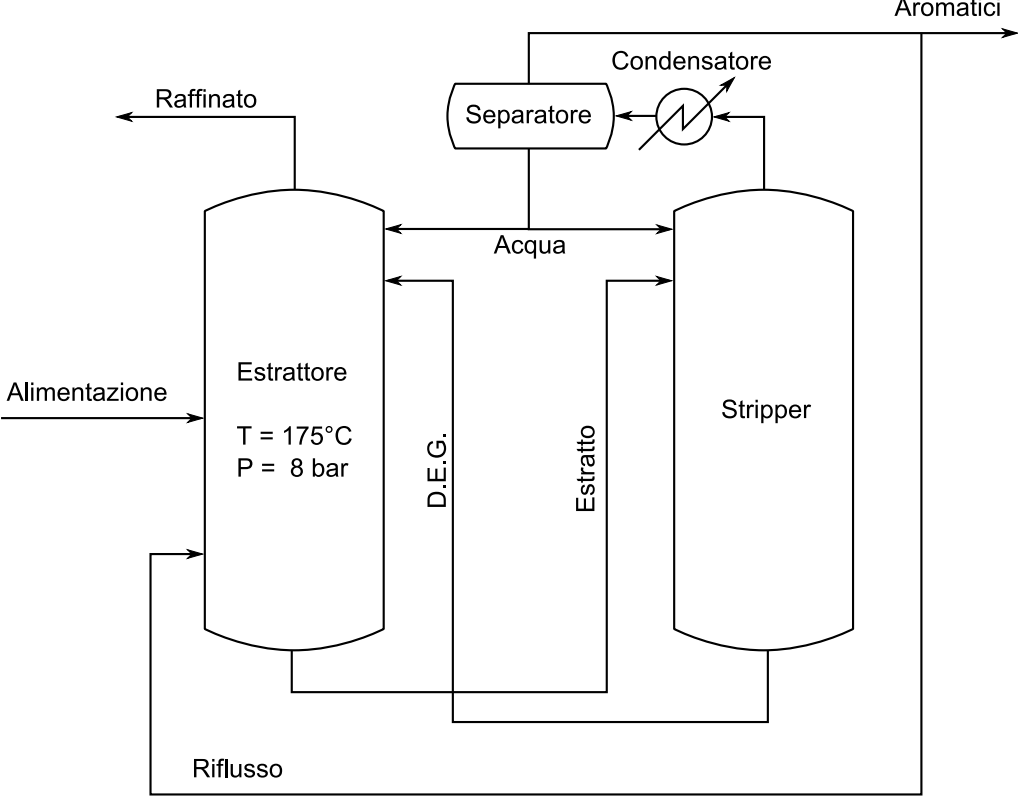 Aromatici
Condensatore
Raffinato
Separatore
Acqua
Estrattore
Alimentazione
T = 175°C
P = 8 bar
Stripper
D.E.G.
Estratto
Riflusso